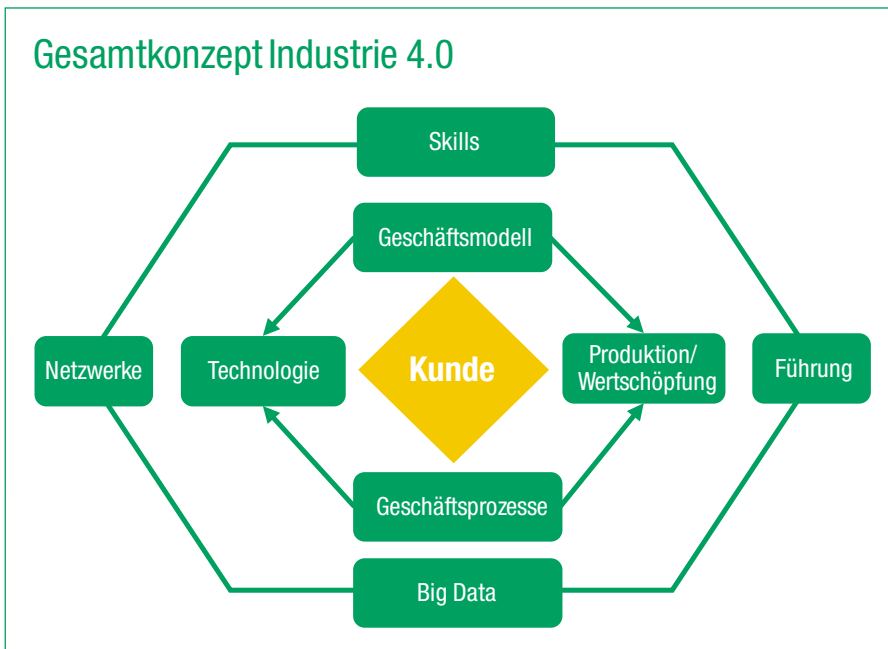 Gesamtkonzept Industrie 4.0
Skills
Geschäftsmodell
Netzwerke
Technologie
Kunde
Produktion/
Wertschöpfung
Führung
Geschäftsprozesse
Big Data